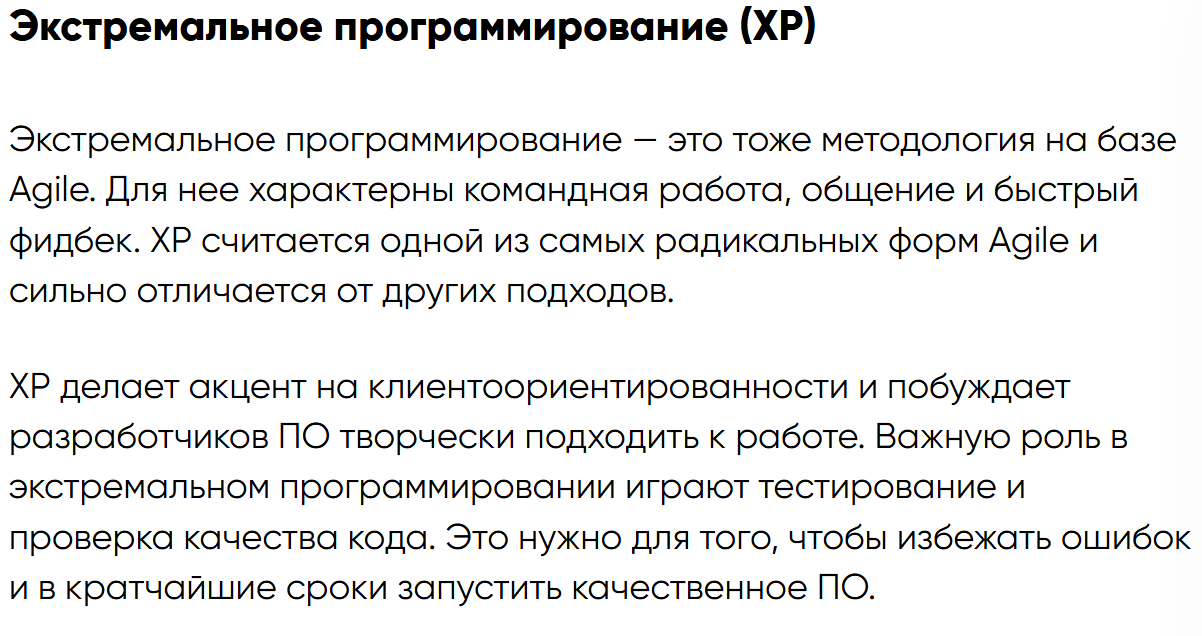 Экстремальное программирование (XP)
Экстремальное программирование — это тоже методология на базе
Agile. Для нее характерны командная работа, общение и быстрый
фидбек. XP считается одной из самых радикальных форм Agile и
сильно отличается от других подходов.
XP делает акцент на клиентоориентированности и побуждает
разработчиков ПО творчески подходить к работе. Важную роль в
экстремальном программировании играют тестирование и
проверка качества кода. Это нужно для того, чтобы избежать ошибок
и в кратчайшие сроки запустить качественное ПО.